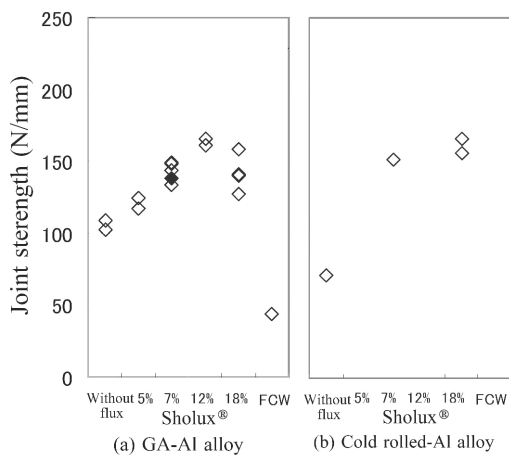 Joint sterength (N/mm)
250
200
150
100
50
0
Without flux 5% 7% 12% 18% FCW
Sholux®
(a) GA-Al alloy
Without flux 5% 7% 12% 18% FCW
Sholux®
(b) Cold rolled-Al alloy